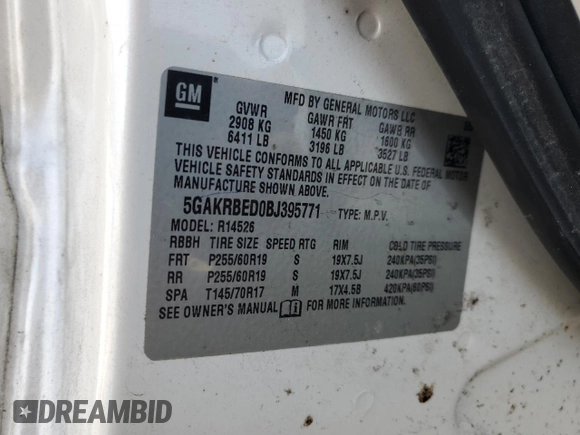 GM
MFD BY GENERAL MOTORS LLC
GVWR GAWR FRT GAWR RR
2908 KG 1450 KG 1600 KG
6411 LB 3196 LB 3527 LB
THIS VEHICLE CONFORMS TO ALL APPLICABLE U.S. FEDERAL MOTOR
VEHICLE SAFETY STANDARDS IN EFFECT ON THE DATE OF MANUFACTURE
SHOWN ABOVE.
5GAKRBED0BJ395771 TYPE: M.P.V.
MODEL: R14526
RBBH TIRE SIZE SPEED RTG RIM COLD TIRE PRESSURE
FRT P255/60R19 S 19X7.5J 240KPA(35PSI)
RR P255/60R19 S 19X7.5J 240KPA(35PSI)
SPA T145/70R17 M 17X4.5B 420KPA(60PSI)
SEE OWNER'S MANUAL FOR MORE INFORMATION.
DREAMBID